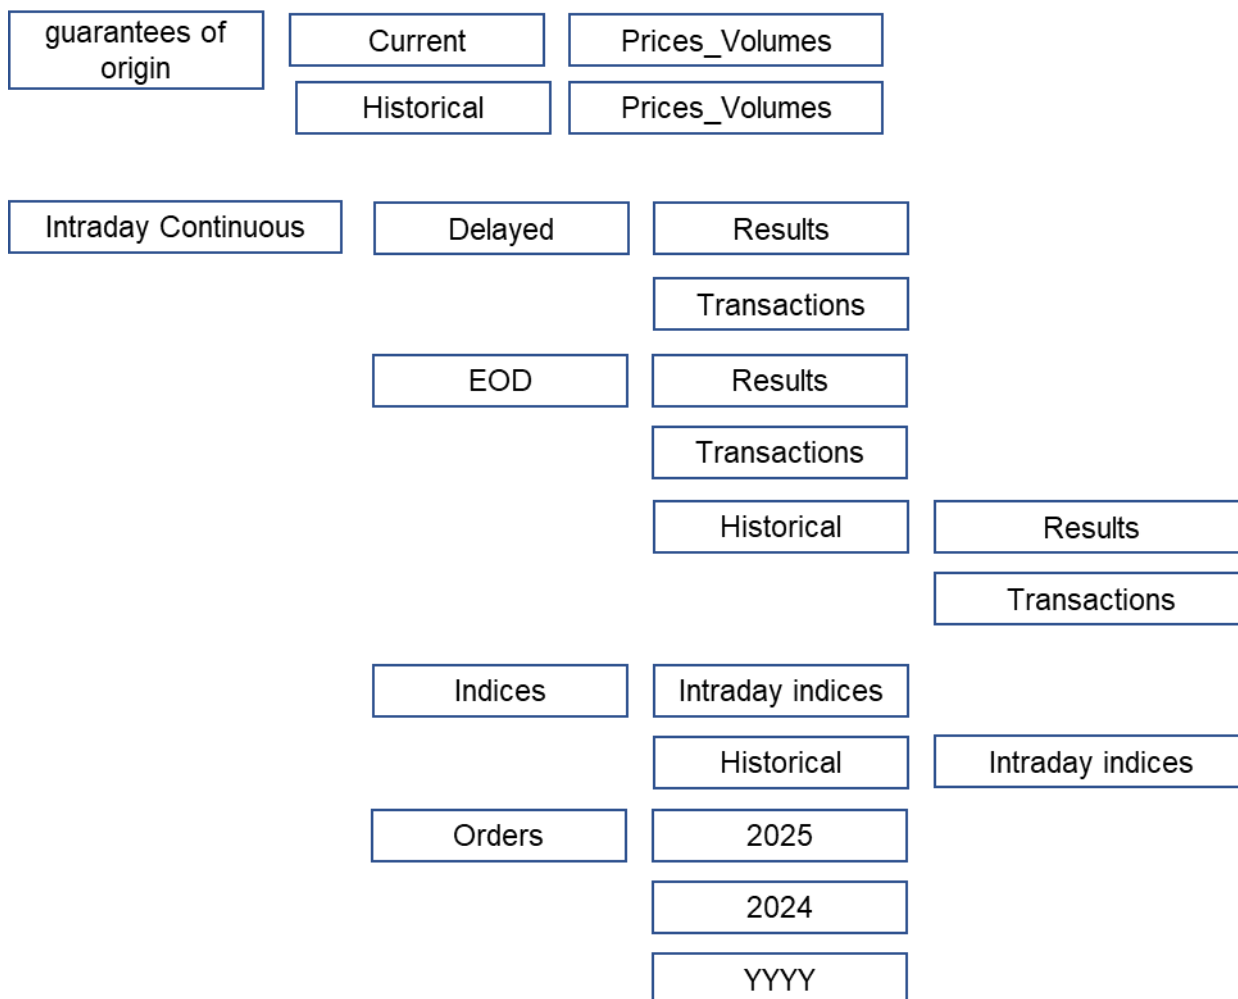 guarantees of
origin
Current
Prices_Volumes
Historical
Prices_Volumes
Intraday Continuous
Delayed
Results
Transactions
EOD
Results
Transactions
Historical
Results
Transactions
Indices
Intraday indices
Historical
Intraday indices
Orders
2025
2024
YYYY